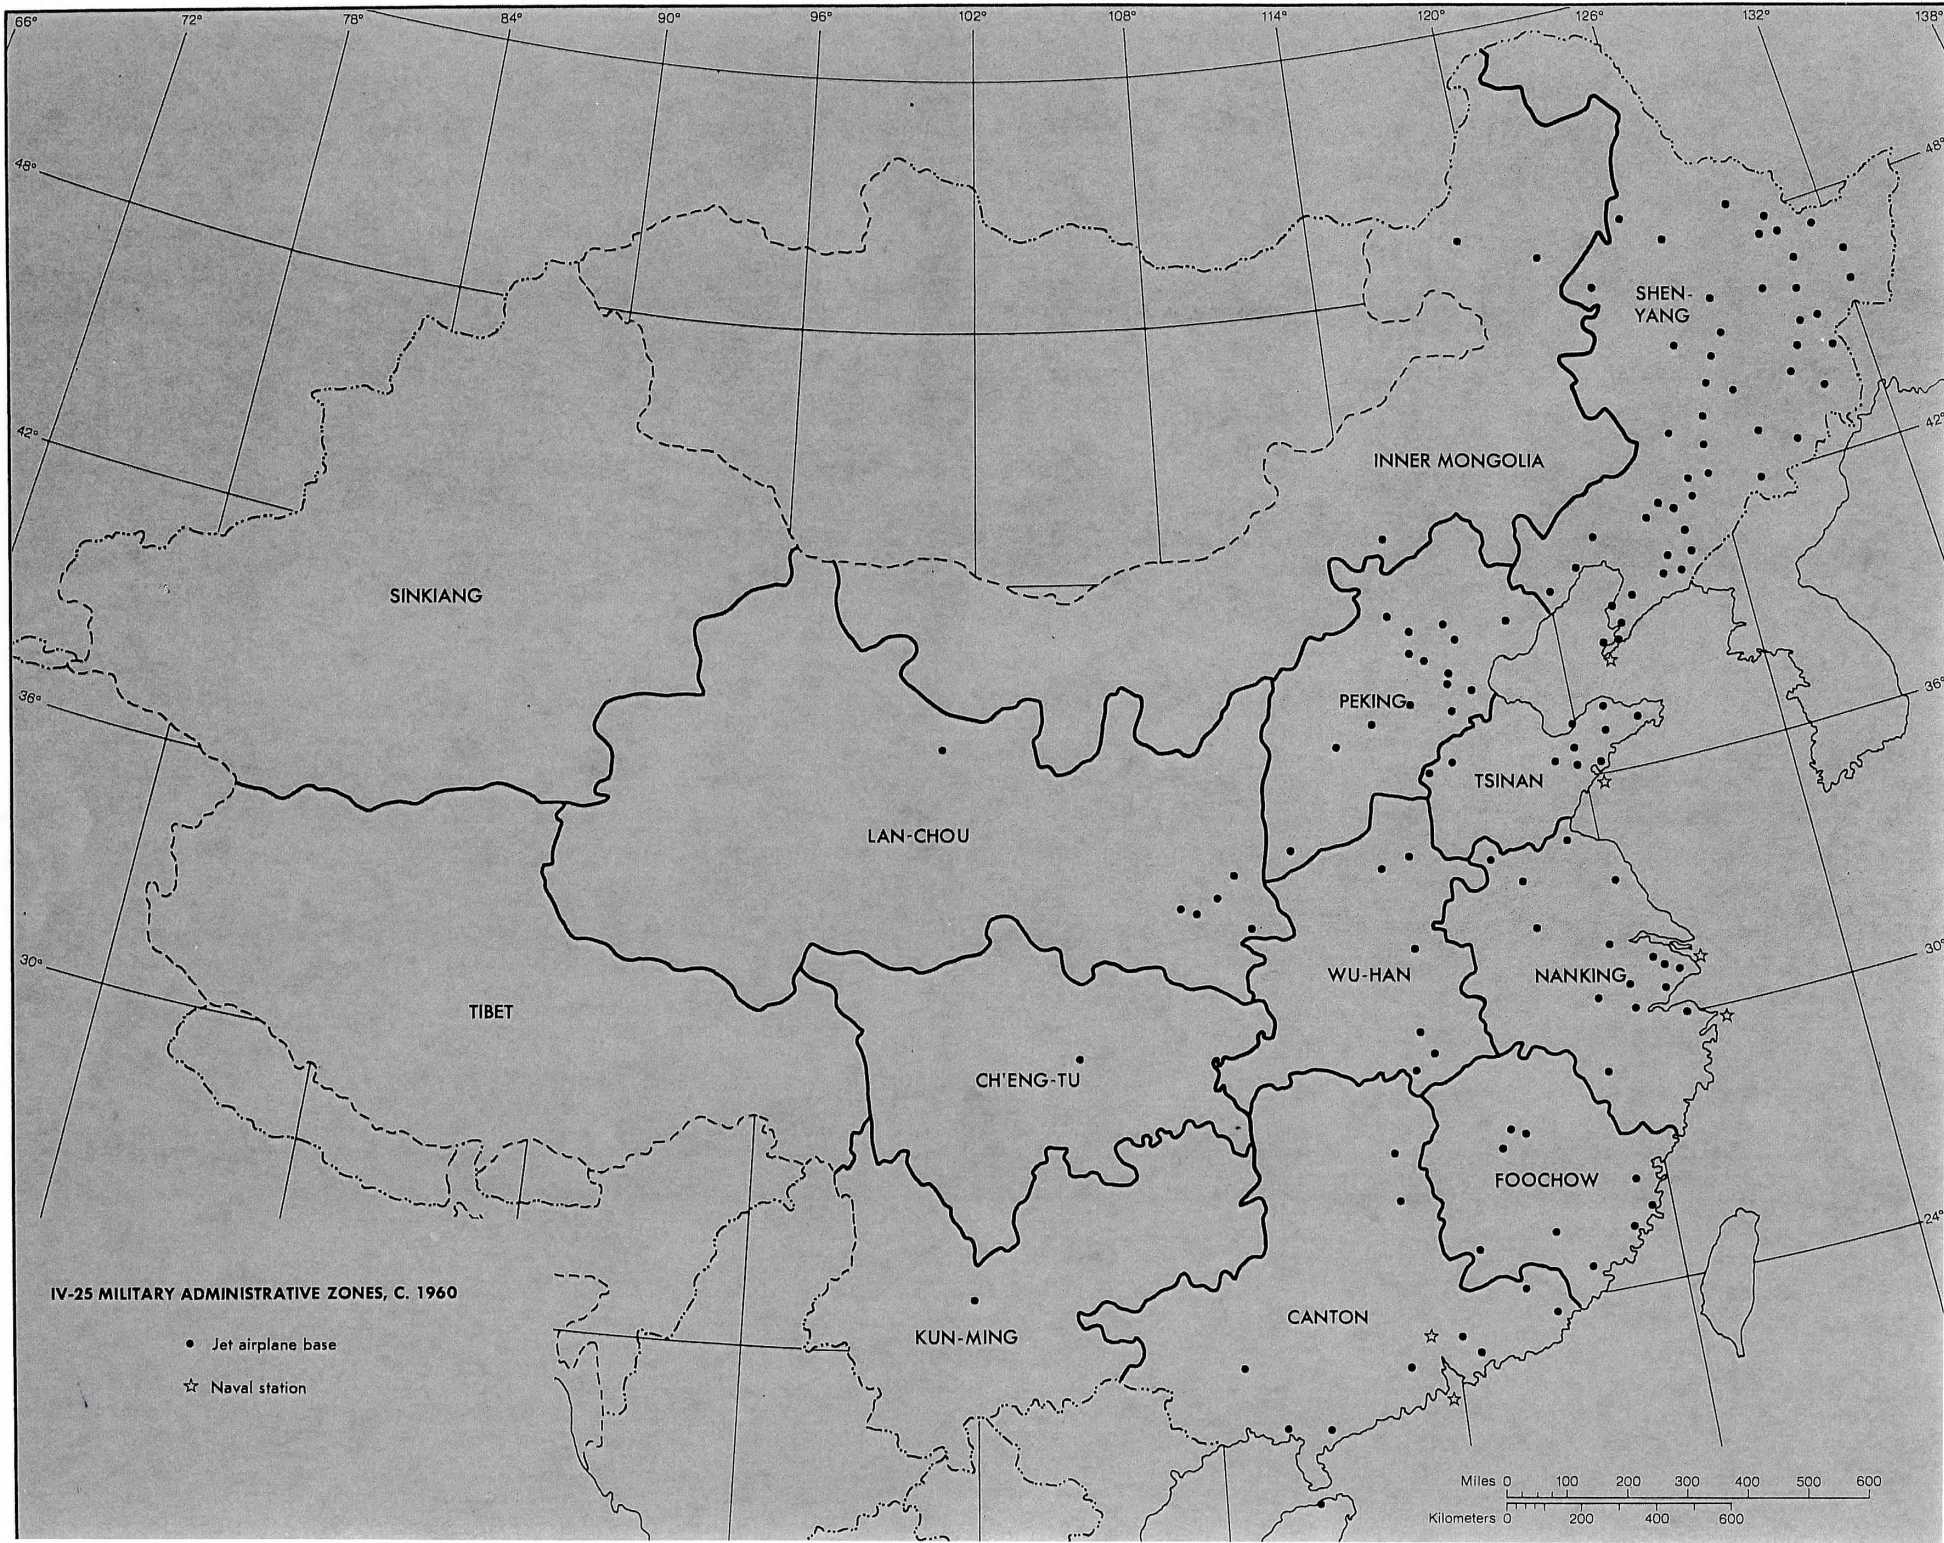 66° 72° 78° 84° 90° 96° 102° 108° 114° 120° 126° 132° 138°
48° 48°
SHEN-
YANG
42° 42°
INNER MONGOLIA
SINKIANG
36° 36°
PEKING
TSINAN
LAN-CHOU
30° 30°
WU-HAN NANKING
TIBET
CH'ENG-TU
FOOCHOW
24°
IV-25 MILITARY ADMINISTRATIVE ZONES, C. 1960
CANTON
KUN-MING
Jet airplane base
Naval station
Miles 0 100 200 300 400 500 600
Kilometers 0 200 400 600